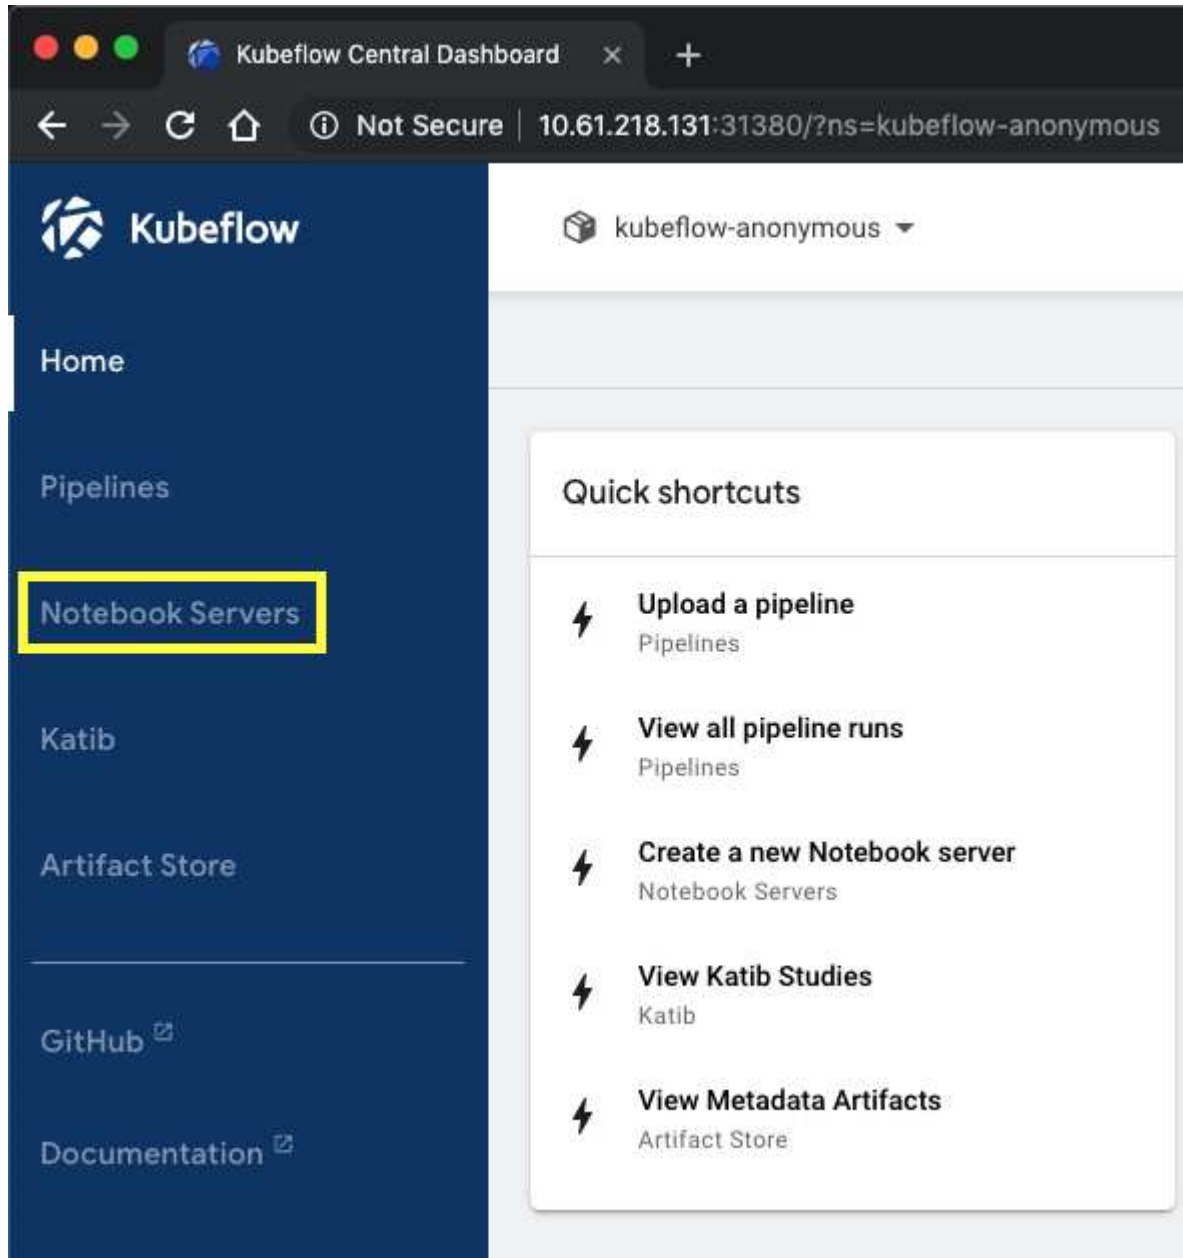 Kubeflow Central Dashboard
Not Secure | 10.61.218.131:31380/?ns=kubeflow-anonymous
Kubeflow
kubeflow-anonymous
Home
Pipelines
Notebook Servers
Katib
Artifact Store
GitHub
Documentation
Quick shortcuts
Upload a pipeline
Pipelines
View all pipeline runs
Pipelines
Create a new Notebook server
Notebook Servers
View Katib Studies
Katib
View Metadata Artifacts
Artifact Store